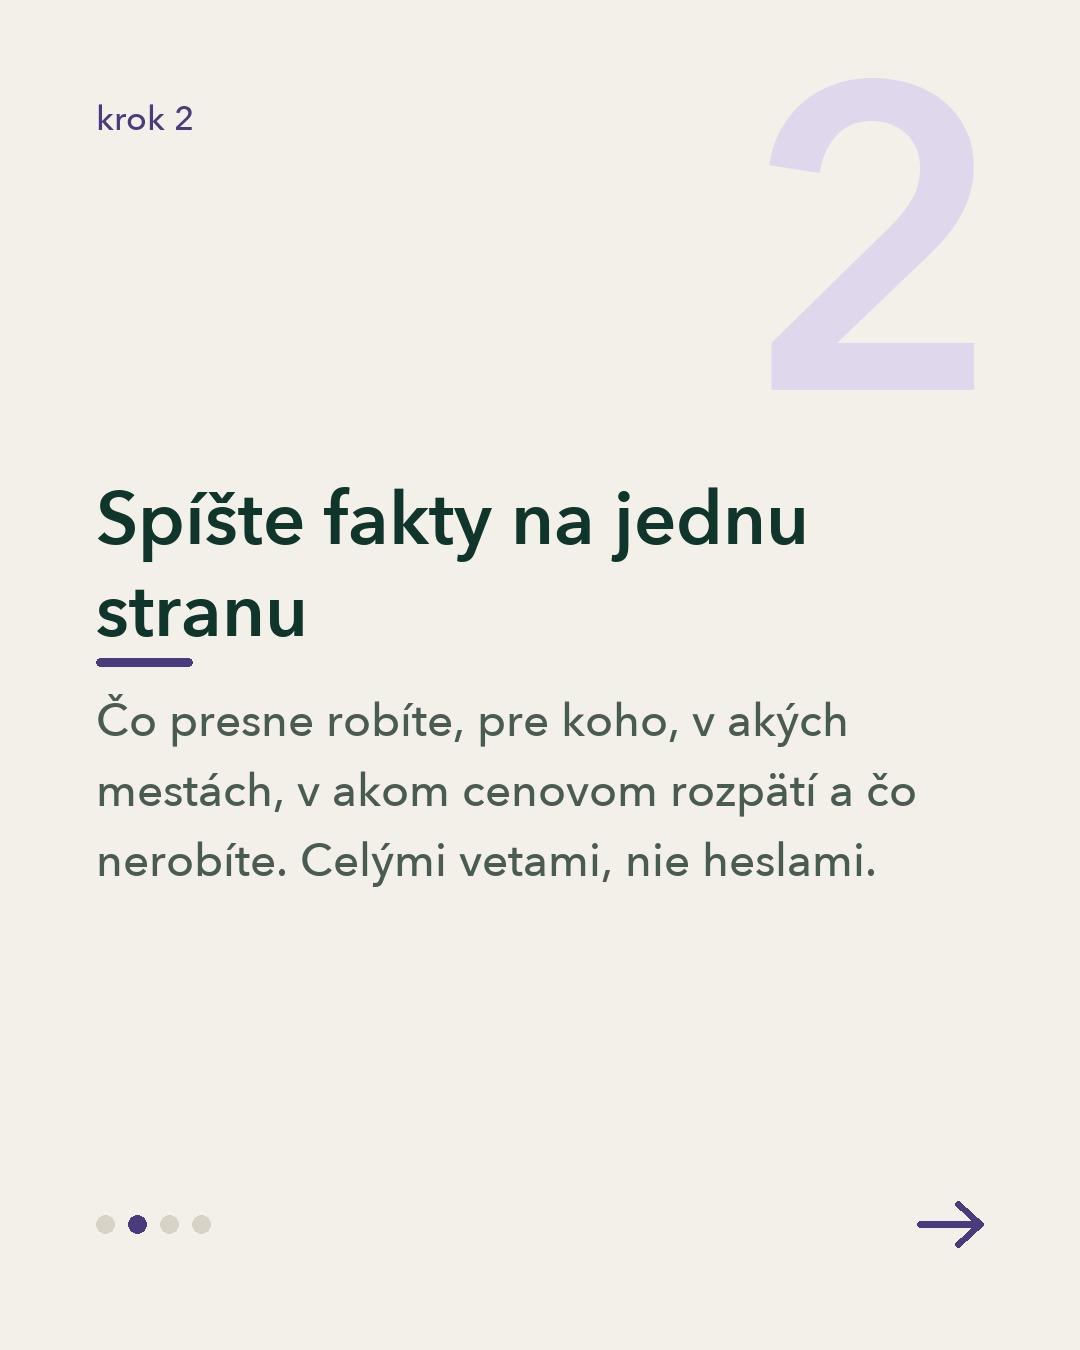 krok 2
2
Spíšte fakty na jednu
stranu
Čo presne robíte, pre koho, v akých
mestách, v akom cenovom rozpätí a čo
nerobíte. Celými vetami, nie heslami.